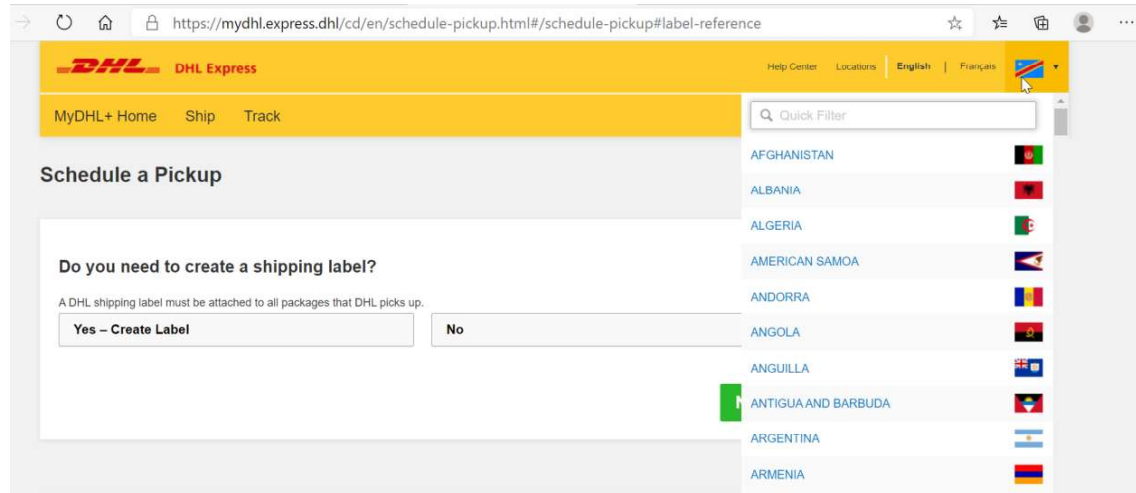 https://mydhl.express.dhl/cd/en/schedule-pickup.html#/schedule-pickup#label-reference
DHL DHL Express
Help Center Locations English | Français
MyDHL+ Home Ship Track
Quick Filter
Schedule a Pickup
Do you need to create a shipping label?
A DHL shipping label must be attached to all packages that DHL picks up.
Yes – Create Label No
AFGHANISTAN
ALBANIA
ALGERIA
AMERICAN SAMOA
ANDORRA
ANGOLA
ANGUILLA
ANTIGUA AND BARBUDA
ARGENTINA
ARMENIA